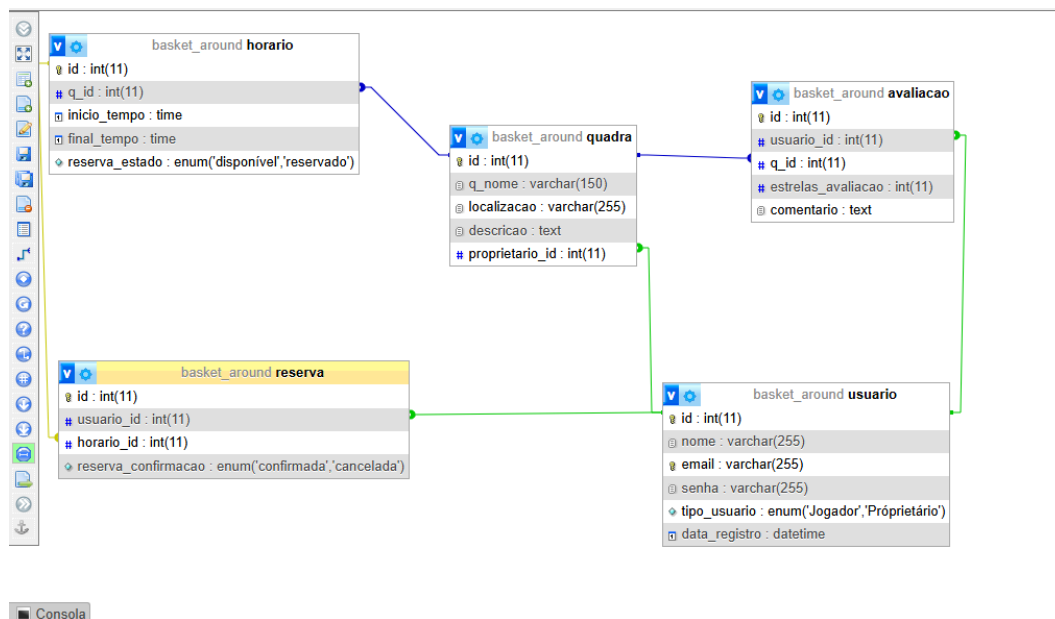 basket_around horario
id : int(11)
q_id : int(11)
inicio_tempo : time
final_tempo : time
reserva_estado : enum('disponível','reservado')
basket_around quadra
id : int(11)
q_nome : varchar(150)
localizacao : varchar(255)
descricao : text
proprietario_id : int(11)
basket_around avaliacao
id : int(11)
usuario_id : int(11)
q_id : int(11)
estrelas_avaliacao : int(11)
comentario : text
basket_around reserva
id : int(11)
usuario_id : int(11)
horario_id : int(11)
reserva_confirmacao : enum('confirmada','cancelada')
basket_around usuario
id : int(11)
nome : varchar(255)
email : varchar(255)
senha : varchar(255)
tipo_usuario : enum('Jogador','Próprietário')
data_registro : datetime
Consola